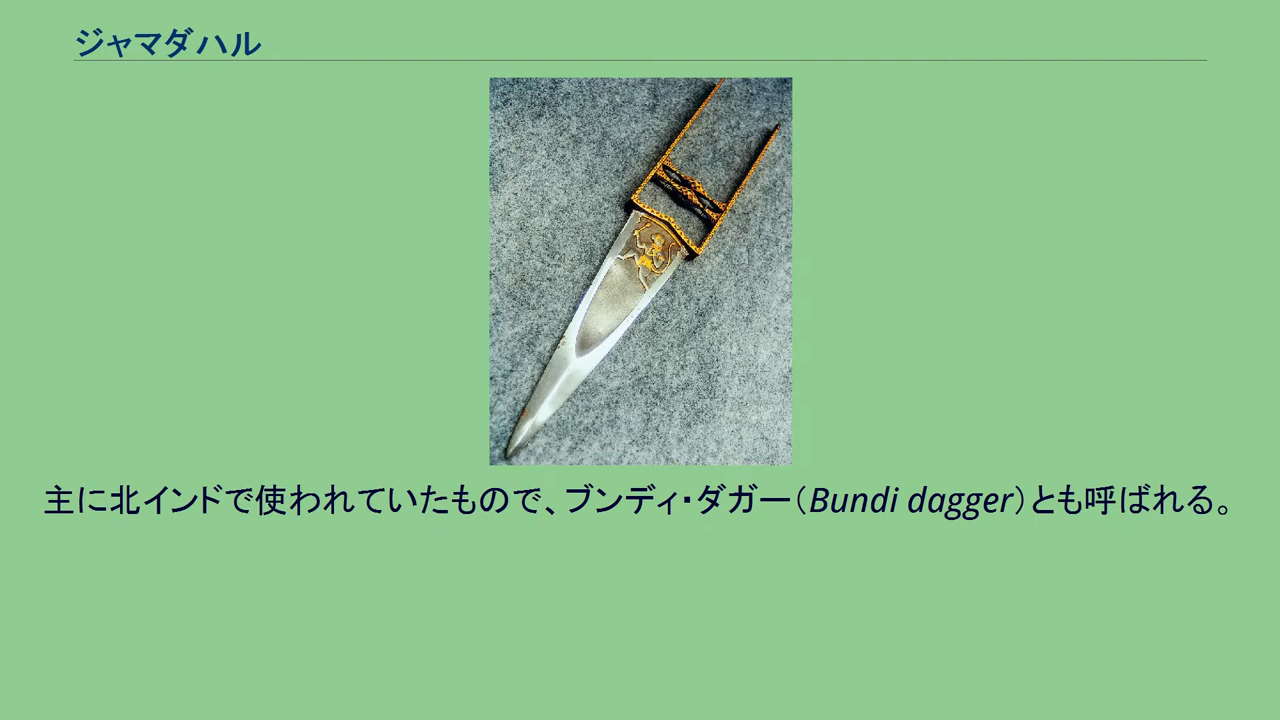 ジャマダハル
主に北インドで使われていたもので、ブンディ・ダガー（Bundi dagger）とも呼ばれる。